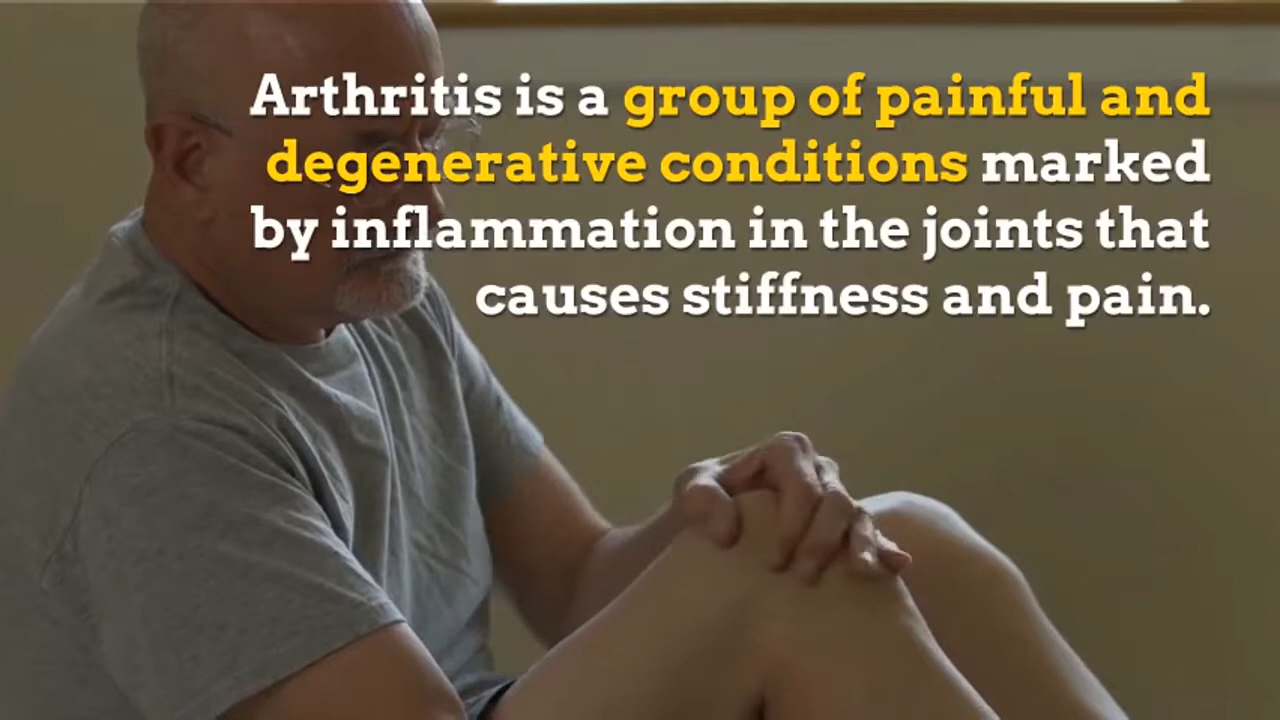 Arthritis is a group of painful and
degenerative conditions marked
by inflammation in the joints that
causes stiffness and pain.